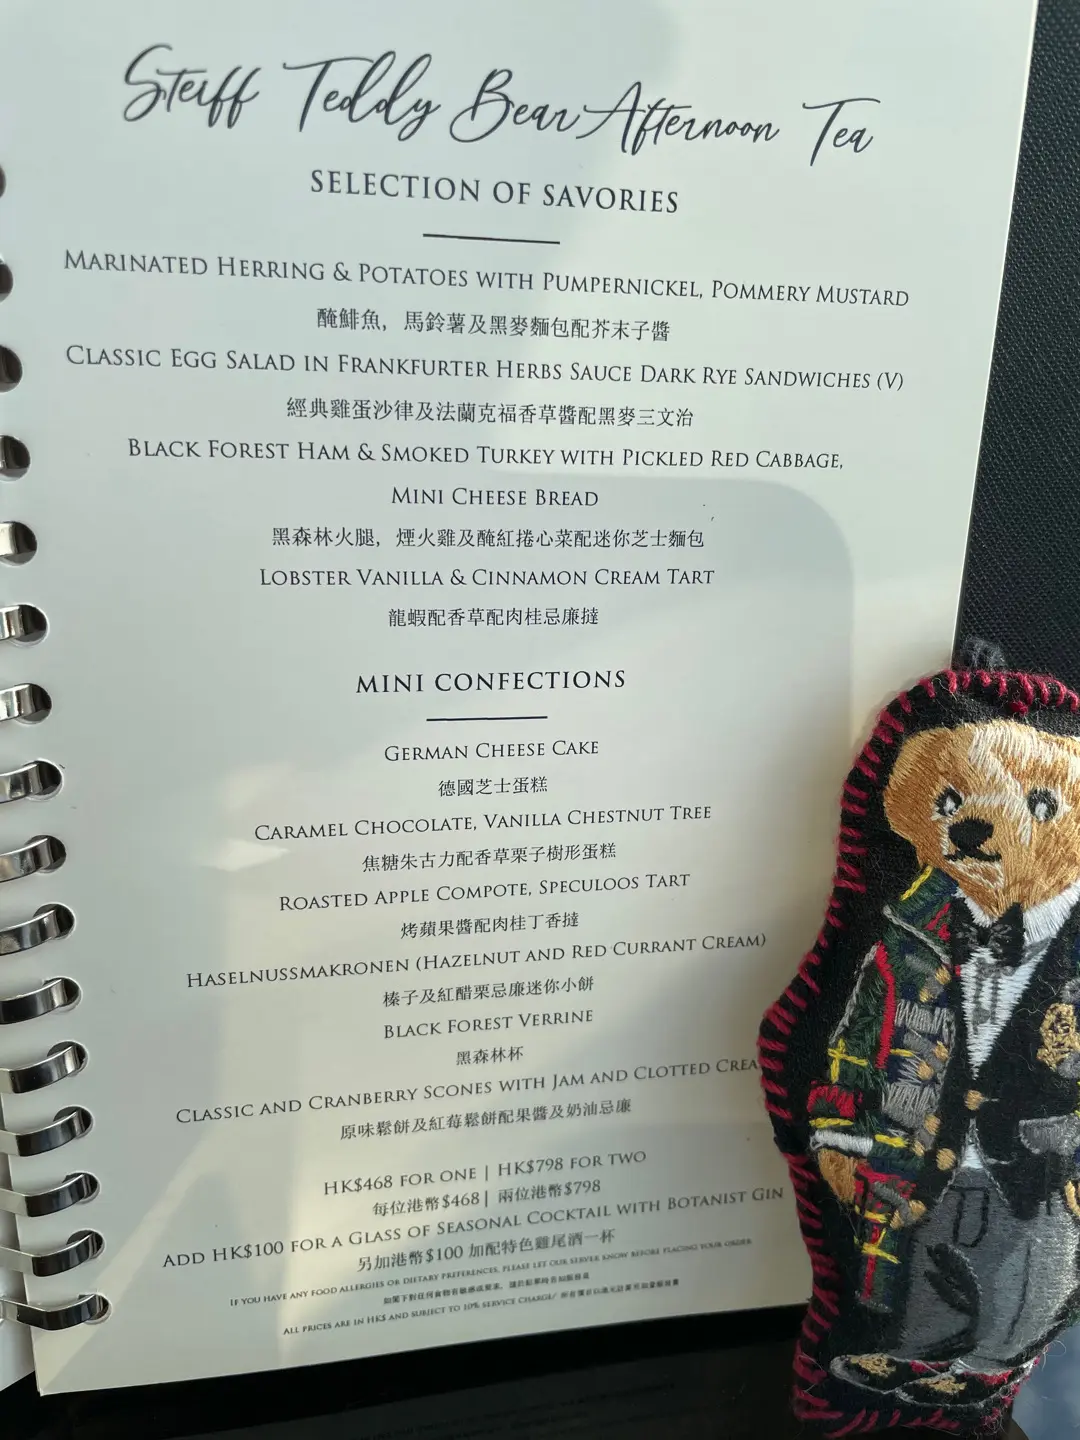 Steiff Teddy Bear Afternoon Tea
SELECTION OF SAVORIES
MARINATED HERRING & POTATOES WITH PUMPERNICKEL, POMMERY MUSTARD
醃鯡魚，馬鈴薯及黑麥麵包配芥末子醬
CLASSIC EGG SALAD IN FRANKFURTER HERBS SAUCE DARK RYE SANDWICHES (V)
經典雞蛋沙律及法蘭克福香草醬配黑麥三文治
BLACK FOREST HAM & SMOKED TURKEY WITH PICKLED RED CABBAGE,
MINI CHEESE BREAD
黑森林火腿，煙火雞及醃紅捲心菜配迷你芝士麵包
LOBSTER VANILLA & CINNAMON CREAM TART
龍蝦配香草配肉桂忌廉撻
MINI CONFECTIONS
GERMAN CHEESE CAKE
德國芝士蛋糕
CARAMEL CHOCOLATE, VANILLA CHESTNUT TREE
焦糖朱古力配香草栗子樹形蛋糕
ROASTED APPLE COMPOTE, SPECULOOS TART
烤蘋果醬配肉桂丁香撻
HASELNUSSMAKRONEN (HAZELNUT AND RED CURRANT CREAM)
榛子及紅醋栗忌廉迷你小餅
BLACK FOREST VERRINE
黑森林杯
CLASSIC AND CRANBERRY SCONES WITH JAM AND CLOTTED CREA
原味鬆餅及紅莓鬆餅配果醬及奶油忌廉
HK$468 FOR ONE | HK$798 FOR TWO
每位港幣$468 | 兩位港幣$798
ADD HK$100 FOR A GLASS OF SEASONAL COCKTAIL WITH BOTANIST GIN
另加港幣$100 加配特色雞尾酒一杯
IF YOU HAVE ANY FOOD ALLERGIES OR DIETARY PREFERENCES, PLEASE LET OUR SERVER KNOW BEFORE PLACING YOUR ORDER
ALL PRICES ARE IN HK$ AND SUBJECT TO 10% SERVICE CHARGE/